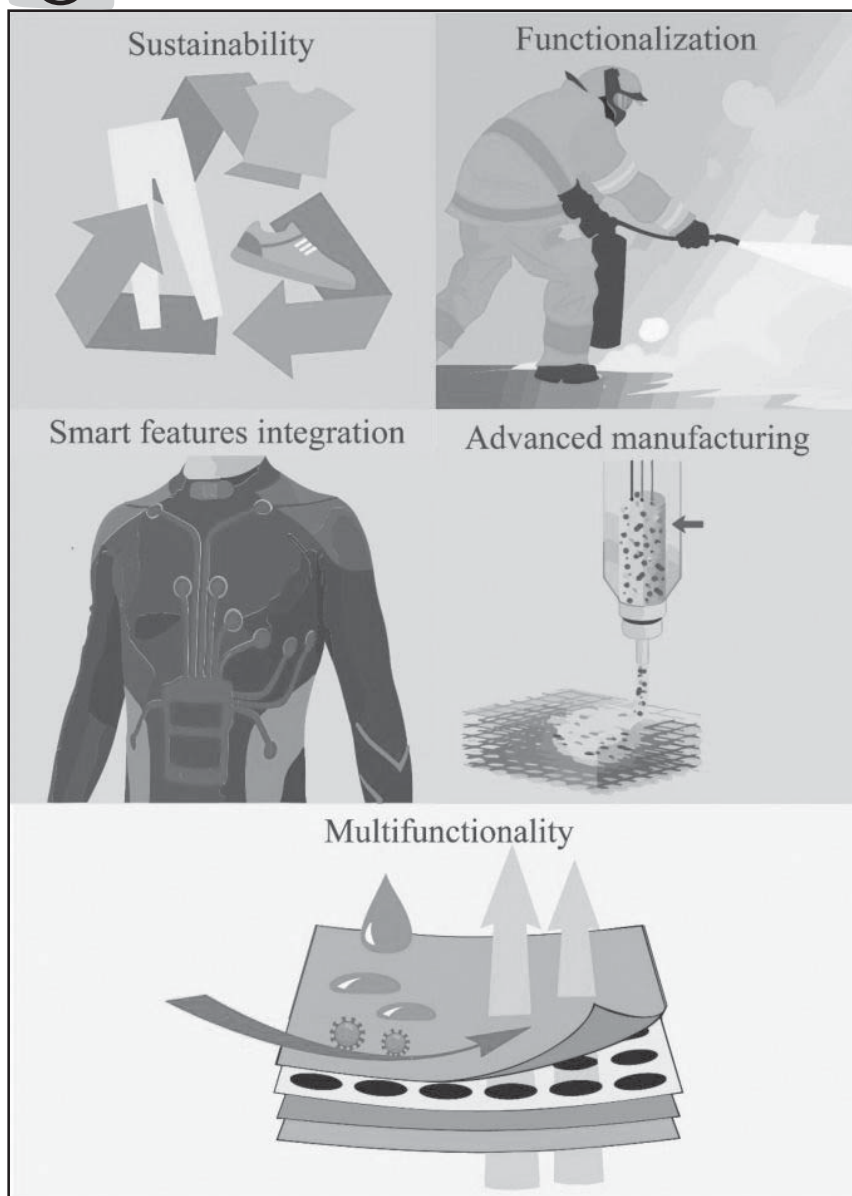 Sustainability
Functionalization
Smart features integration
Advanced manufacturing
Multifunctionality